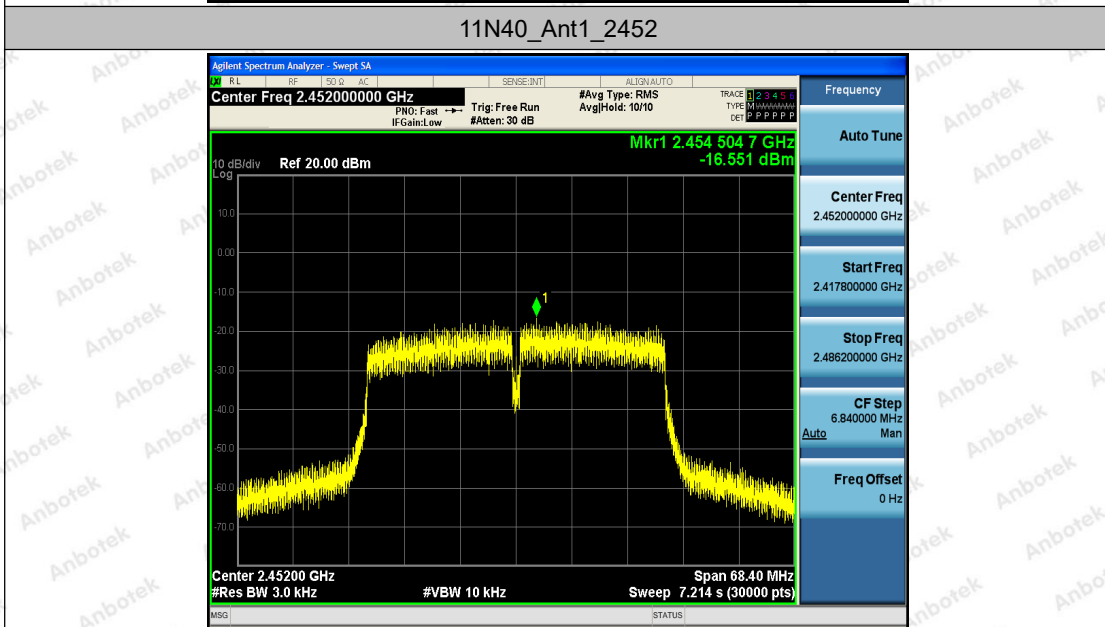 11N40_Ant1_2452
Agilent Spectrum Analyzer - Swept SA
LXI RL RF 50 Ω AC SENSE:INT ALIGNAUTO
Center Freq 2.452000000 GHz
PNO: Fast
IFGain:Low
Trig: Free Run
#Atten: 30 dB
#Avg Type: RMS
Avg|Hold: 10/10
TRACE 1 2 3 4 5 6
TYPE M
DET P P P P P P
Mkr1 2.454 504 7 GHz
-16.551 dBm
10 dB/div Ref 20.00 dBm
Log
10.0
0.00
-10.0
-20.0
-30.0
-40.0
-50.0
-60.0
-70.0
1
Center 2.45200 GHz Span 68.40 MHz
#Res BW 3.0 kHz #VBW 10 kHz Sweep 7.214 s (30000 pts)
MSG STATUS
Frequency
Auto Tune
Center Freq
2.452000000 GHz
Start Freq
2.417800000 GHz
Stop Freq
2.486200000 GHz
CF Step
6.840000 MHz
Auto Man
Freq Offset
0 Hz
Anbotek